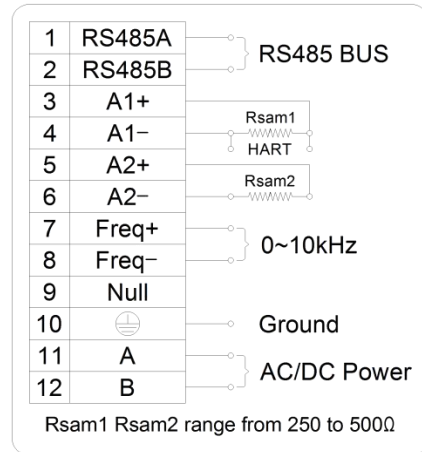 1 RS485A
RS485 BUS
2 RS485B
3 A1+
Rsam1
4 A1−
HART
5 A2+
Rsam2
6 A2−
7 Freq+
0~10kHz
8 Freq−
9 Null
10 Ground
11 A
AC/DC Power
12 B
Rsam1 Rsam2 range from 250 to 500Ω